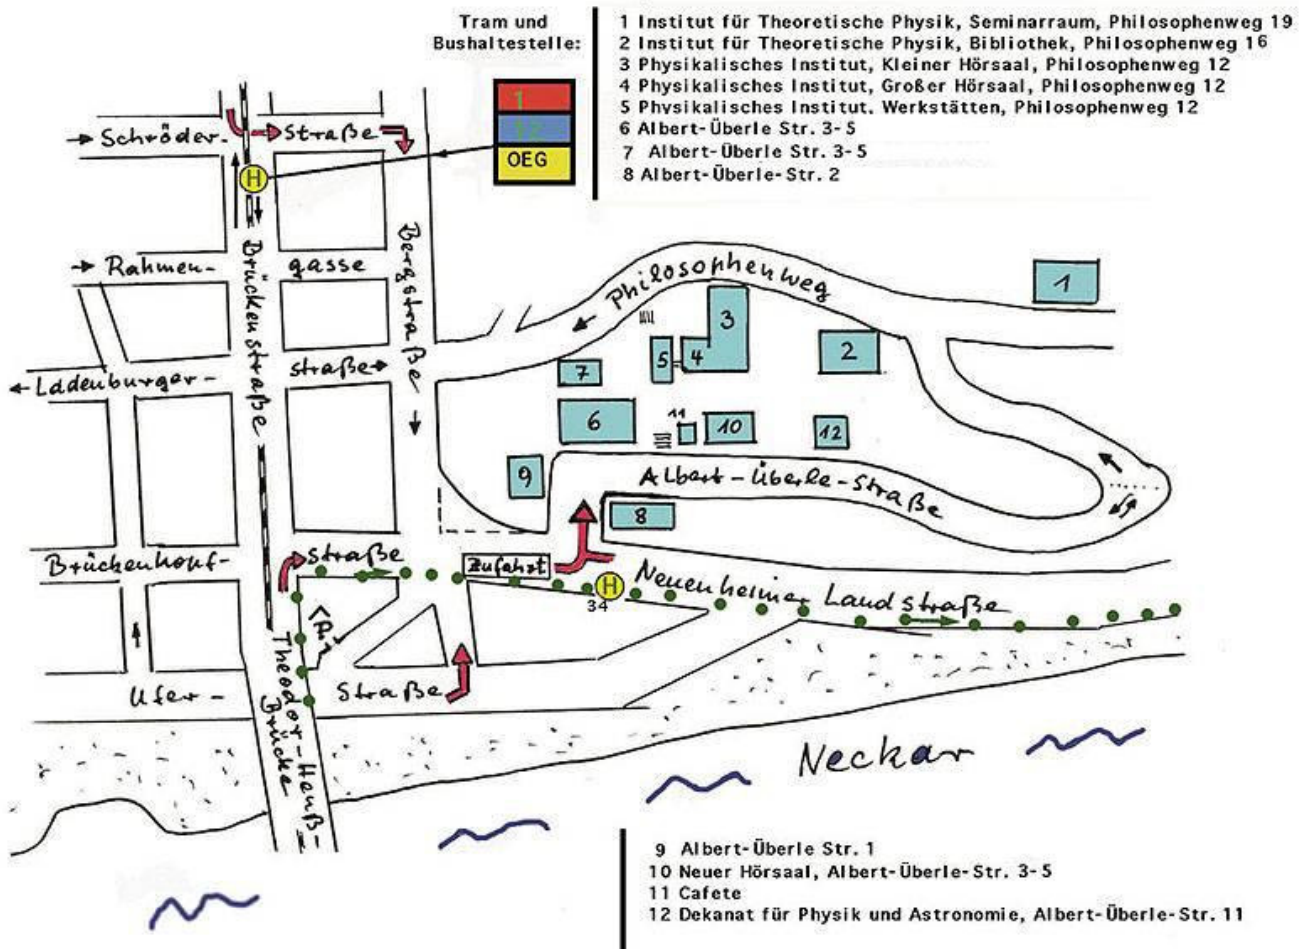 Tram und
Bushaltestelle:
1
12
OEG
1 Institut für Theoretische Physik, Seminarraum, Philosophenweg 19
2 Institut für Theoretische Physik, Bibliothek, Philosophenweg 16
3 Physikalisches Institut, Kleiner Hörsaal, Philosophenweg 12
4 Physikalisches Institut, Großer Hörsaal, Philosophenweg 12
5 Physikalisches Institut, Werkstätten, Philosophenweg 12
6 Albert-Überle Str. 3-5
7 Albert-Überle Str. 3-5
8 Albert-Überle-Str. 2
Schröder- Straße
H
Brückenstraße
Bergstraße
Rahmen- gasse
Philosophenweg
1
3
2
5
4
7
Ladenburger- straße
6
11
10
12
9
Albert-Überle-Straße
8
Brückenkopf- straße
Zufahrt
H
34
Neuenheimer Landstraße
Ufer- Straße
Theodor-Heuß-
Brücke
Neckar
9 Albert-Überle Str. 1
10 Neuer Hörsaal, Albert-Überle-Str. 3-5
11 Cafete
12 Dekanat für Physik und Astronomie, Albert-Überle-Str. 11